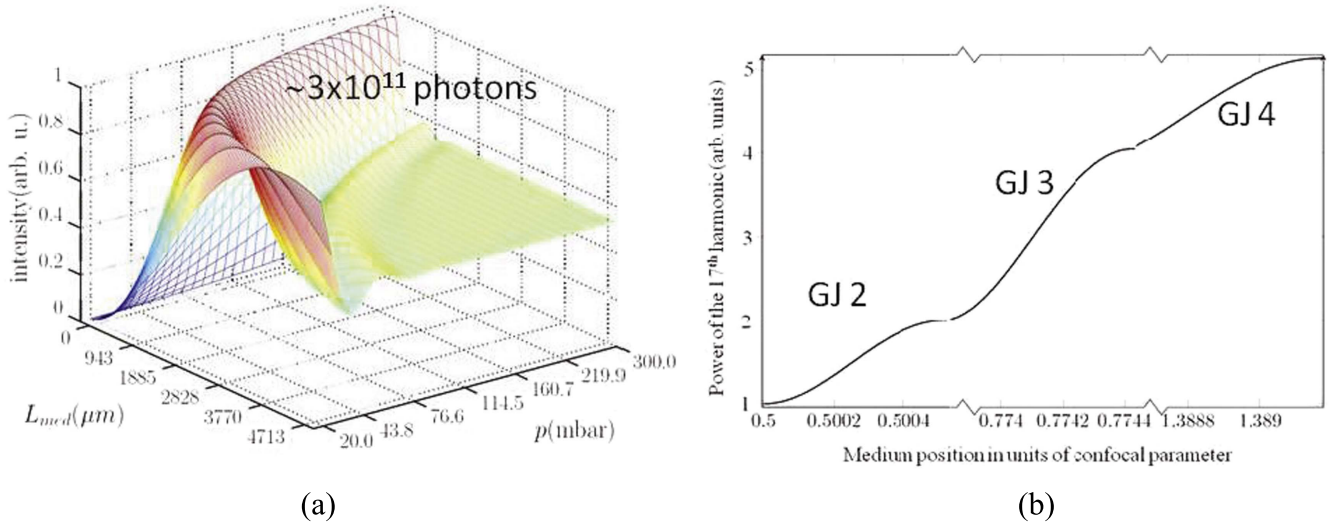 ~3x10¹¹ photons
intensity(arb. u.)
1
0.8
0.6
0.4
0.2
0
0
943
1885
2828
3770
4713
L_med(μm)
20.0
43.8
76.6
114.5
160.7
219.9
300.0
p(mbar)
(a)
Power of the 17th harmonic (arb. units)
5
4
3
2
1
GJ 2
GJ 3
GJ 4
0.5 0.5002 0.5004 0.774 0.7742 0.7744 1.3888 1.389
Medium position in units of confocal parameter
(b)